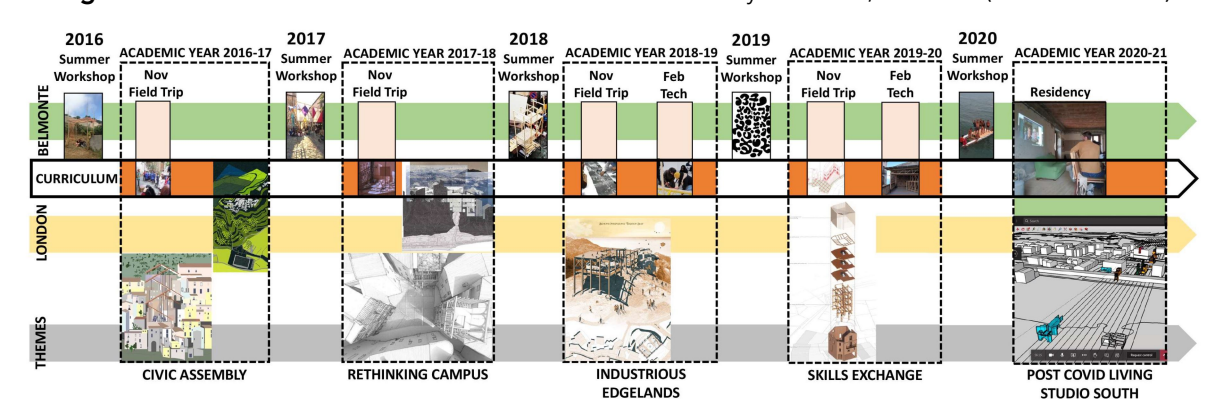 2016
Summer
Workshop
ACADEMIC YEAR 2016-17
Nov
Field Trip
2017
Summer
Workshop
ACADEMIC YEAR 2017-18
Nov
Field Trip
2018
Summer
Workshop
ACADEMIC YEAR 2018-19
Nov
Field Trip
Feb
Tech
2019
Summer
Workshop
ACADEMIC YEAR 2019-20
Nov
Field Trip
Feb
Tech
2020
Summer
Workshop
ACADEMIC YEAR 2020-21
Residency
BELMONTE
CURRICULUM
LONDON
THEMES
Search
CIVIC ASSEMBLY
RETHINKING CAMPUS
INDUSTRIOUS
EDGELANDS
SKILLS EXCHANGE
POST COVID LIVING
STUDIO SOUTH